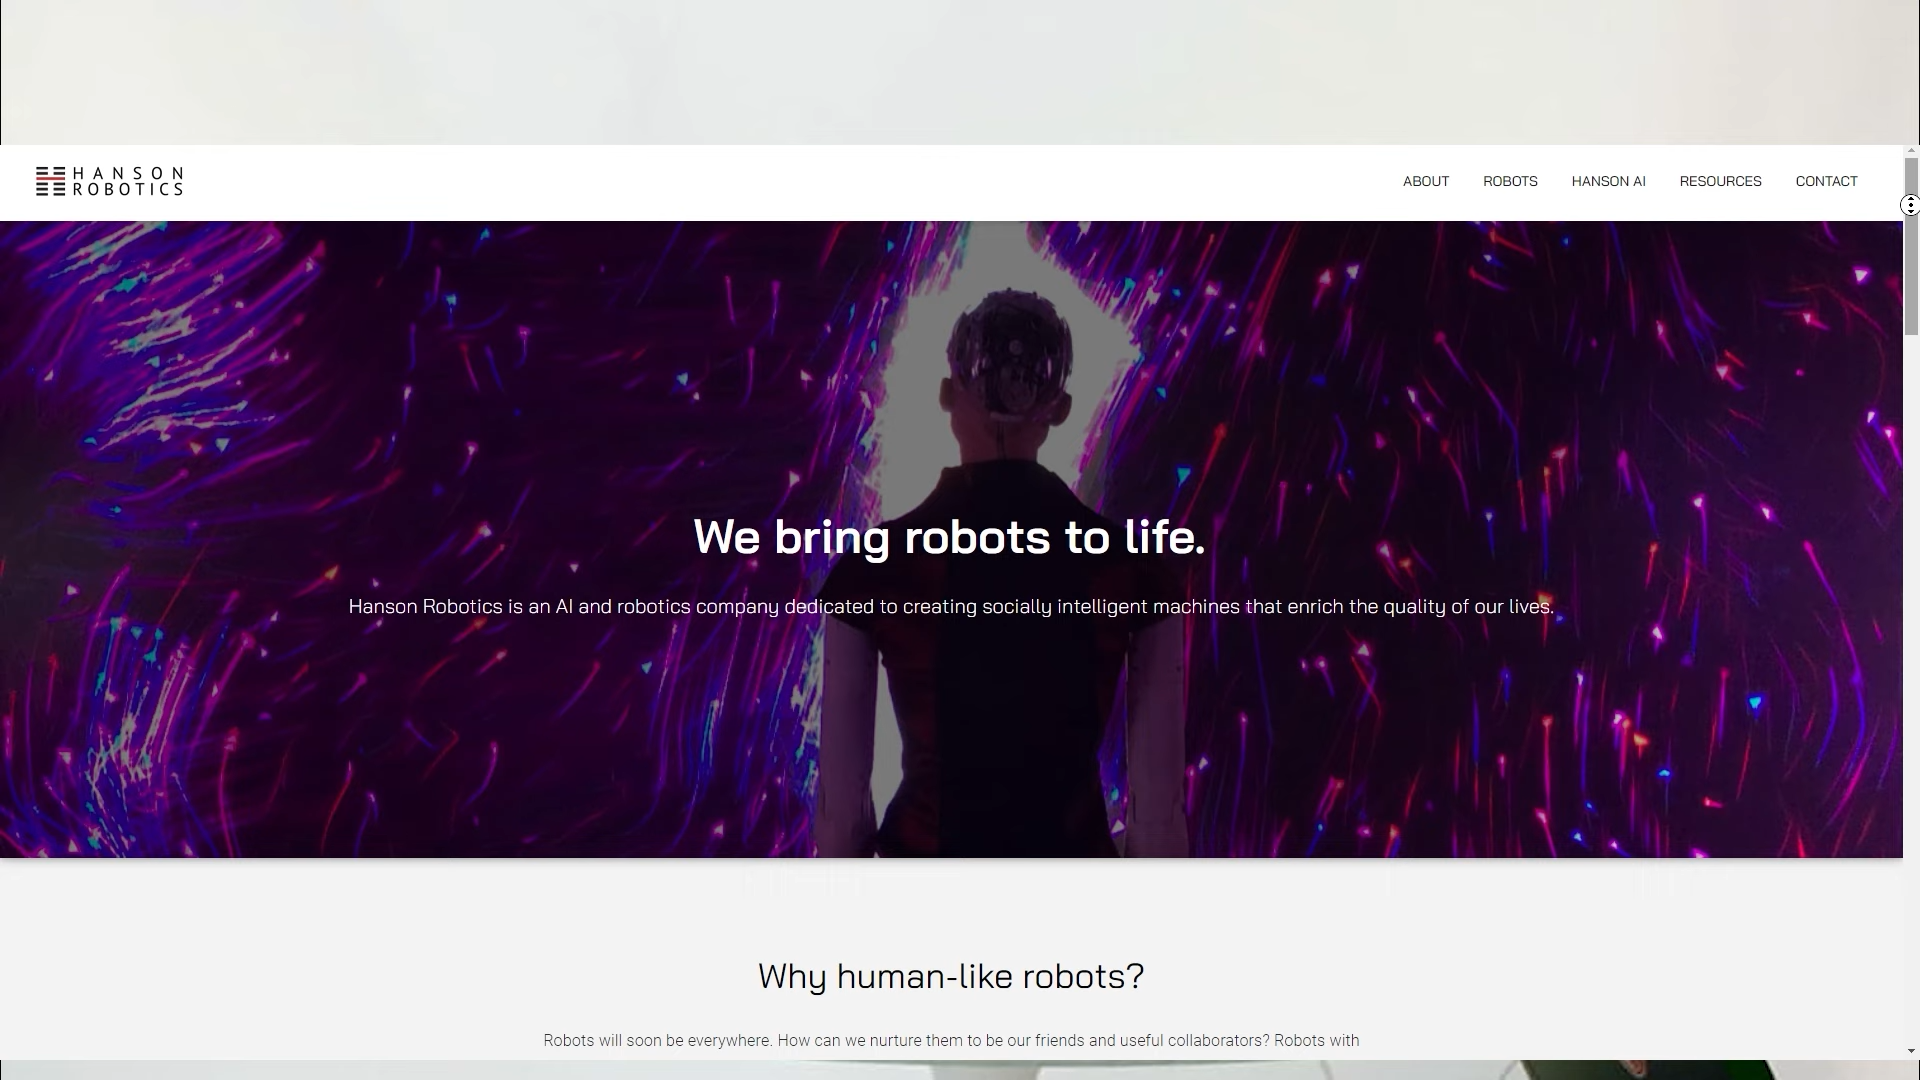 HANSON
ROBOTICS
ABOUT ROBOTS HANSON AI RESOURCES CONTACT
We bring robots to life.
Hanson Robotics is an AI and robotics company dedicated to creating socially intelligent machines that enrich the quality of our lives.
Why human-like robots?
Robots will soon be everywhere. How can we nurture them to be our friends and useful collaborators? Robots with